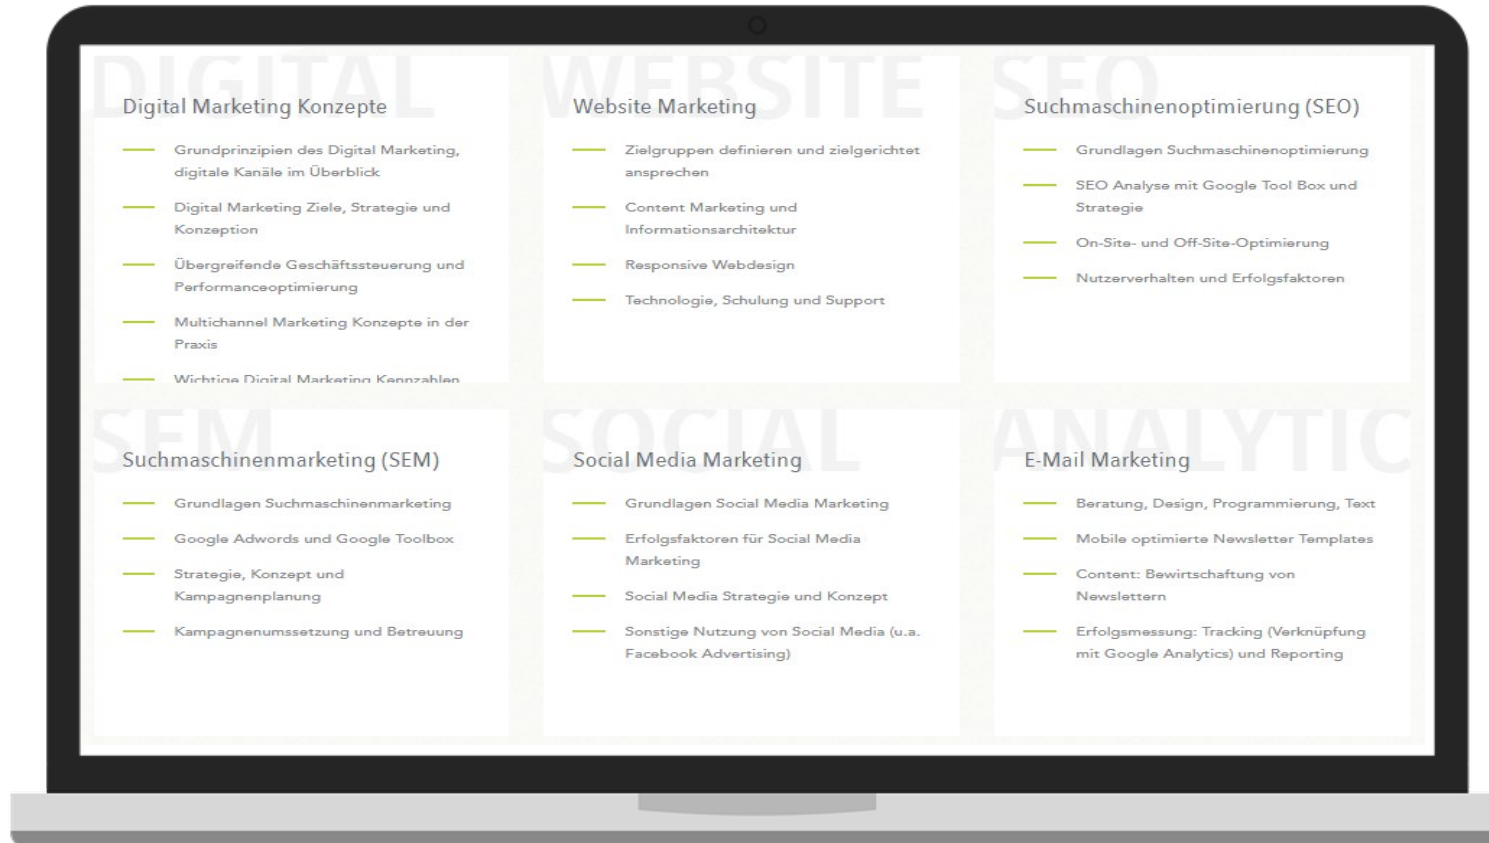 DIGITAL
Digital Marketing Konzepte
Grundprinzipien des Digital Marketing,
digitale Kanäle im Überblick
Digital Marketing Ziele, Strategie und
Konzeption
Übergreifende Geschäftssteuerung und
Performanceoptimierung
Multichannel Marketing Konzepte in der
Praxis
Wichtige Digital Marketing Kennzahlen
WEBSITE
Website Marketing
Zielgruppen definieren und zielgerichtet
ansprechen
Content Marketing und
Informationsarchitektur
Responsive Webdesign
Technologie, Schulung und Support
SEO
Suchmaschinenoptimierung (SEO)
Grundlagen Suchmaschinenoptimierung
SEO Analyse mit Google Tool Box und
Strategie
On-Site- und Off-Site-Optimierung
Nutzerverhalten und Erfolgsfaktoren
SEM
Suchmaschinenmarketing (SEM)
Grundlagen Suchmaschinenmarketing
Google Adwords und Google Toolbox
Strategie, Konzept und
Kampagnenplanung
Kampagnenumssetzung und Betreuung
SOCIAL
Social Media Marketing
Grundlagen Social Media Marketing
Erfolgsfaktoren für Social Media
Marketing
Social Media Strategie und Konzept
Sonstige Nutzung von Social Media (u.a.
Facebook Advertising)
ANALYTIC
E-Mail Marketing
Beratung, Design, Programmierung, Text
Mobile optimierte Newsletter Templates
Content: Bewirtschaftung von
Newslettern
Erfolgsmessung: Tracking (Verknüpfung
mit Google Analytics) und Reporting